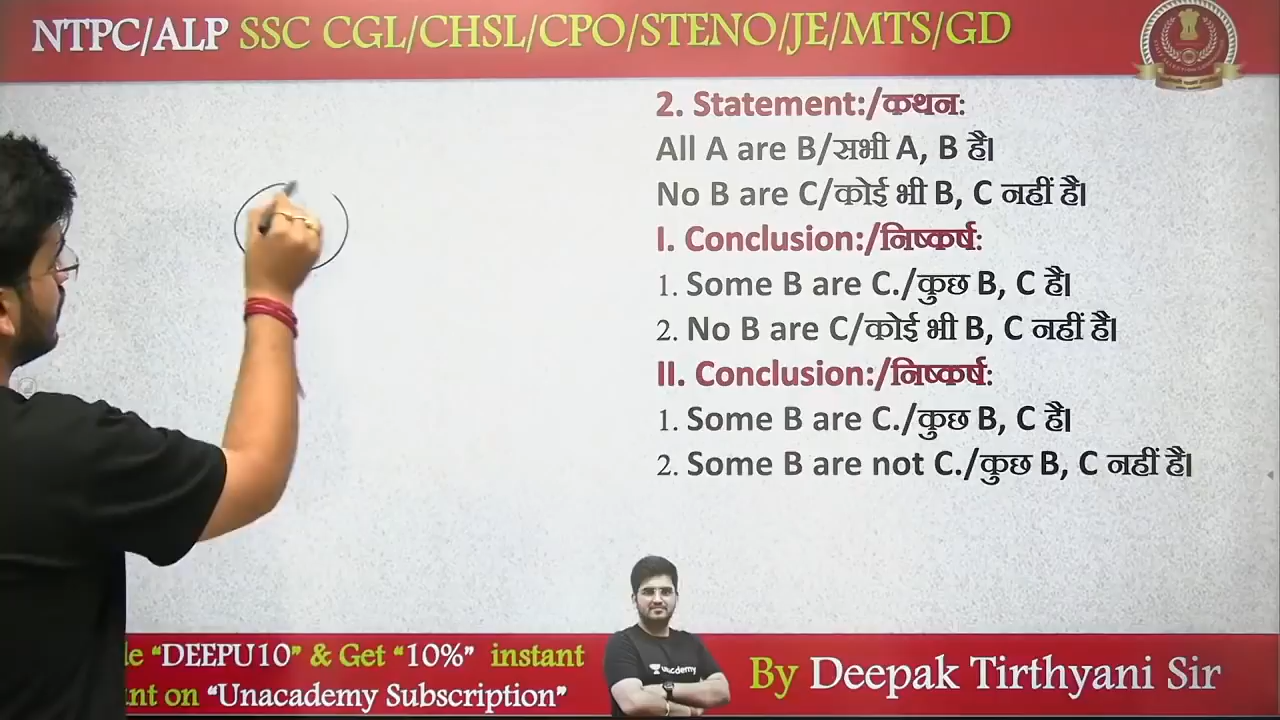 NTPC/ALP SSC CGL/CHSL/CPO/STENO/JE/MTS/GD
2. Statement:/कथन:
All A are B/सभी A, B है।
No B are C/कोई भी B, C नहीं है।
I. Conclusion:/निष्कर्ष:
1. Some B are C./कुछ B, C है।
2. No B are C/कोई भी B, C नहीं है।
II. Conclusion:/निष्कर्ष:
1. Some B are C./कुछ B, C है।
2. Some B are not C./कुछ B, C नहीं है।
“DEEPU10” & Get “10%” instant
on “Unacademy Subscription”
unacademy
By Deepak Tirthyani Sir